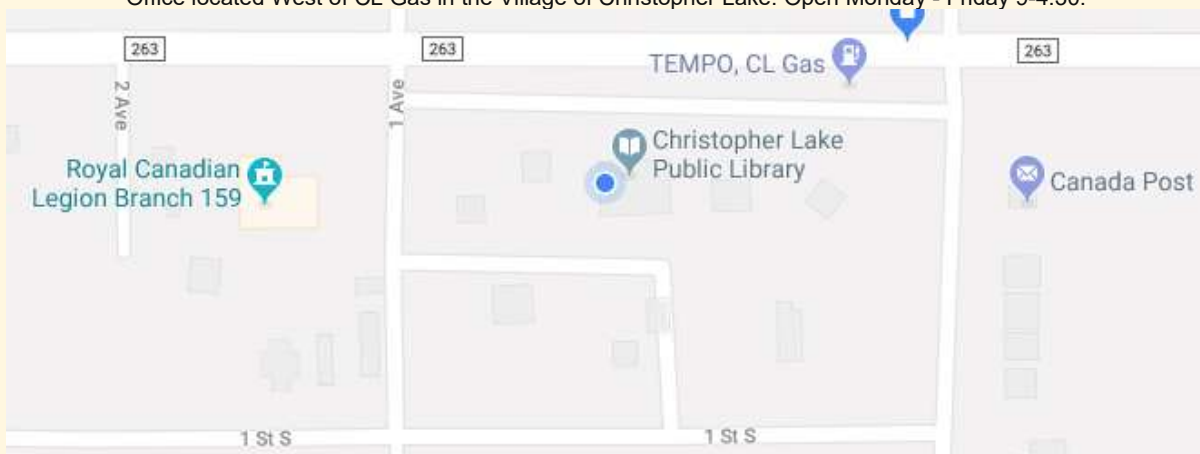 Office located West of CL Gas in the Village of Christopher Lake. Open Monday - Friday 9-4:30.
263
263
263
TEMPO, CL Gas
2 Ave
1 Ave
Christopher Lake
Public Library
Royal Canadian
Legion Branch 159
Canada Post
1 St S
1 St S